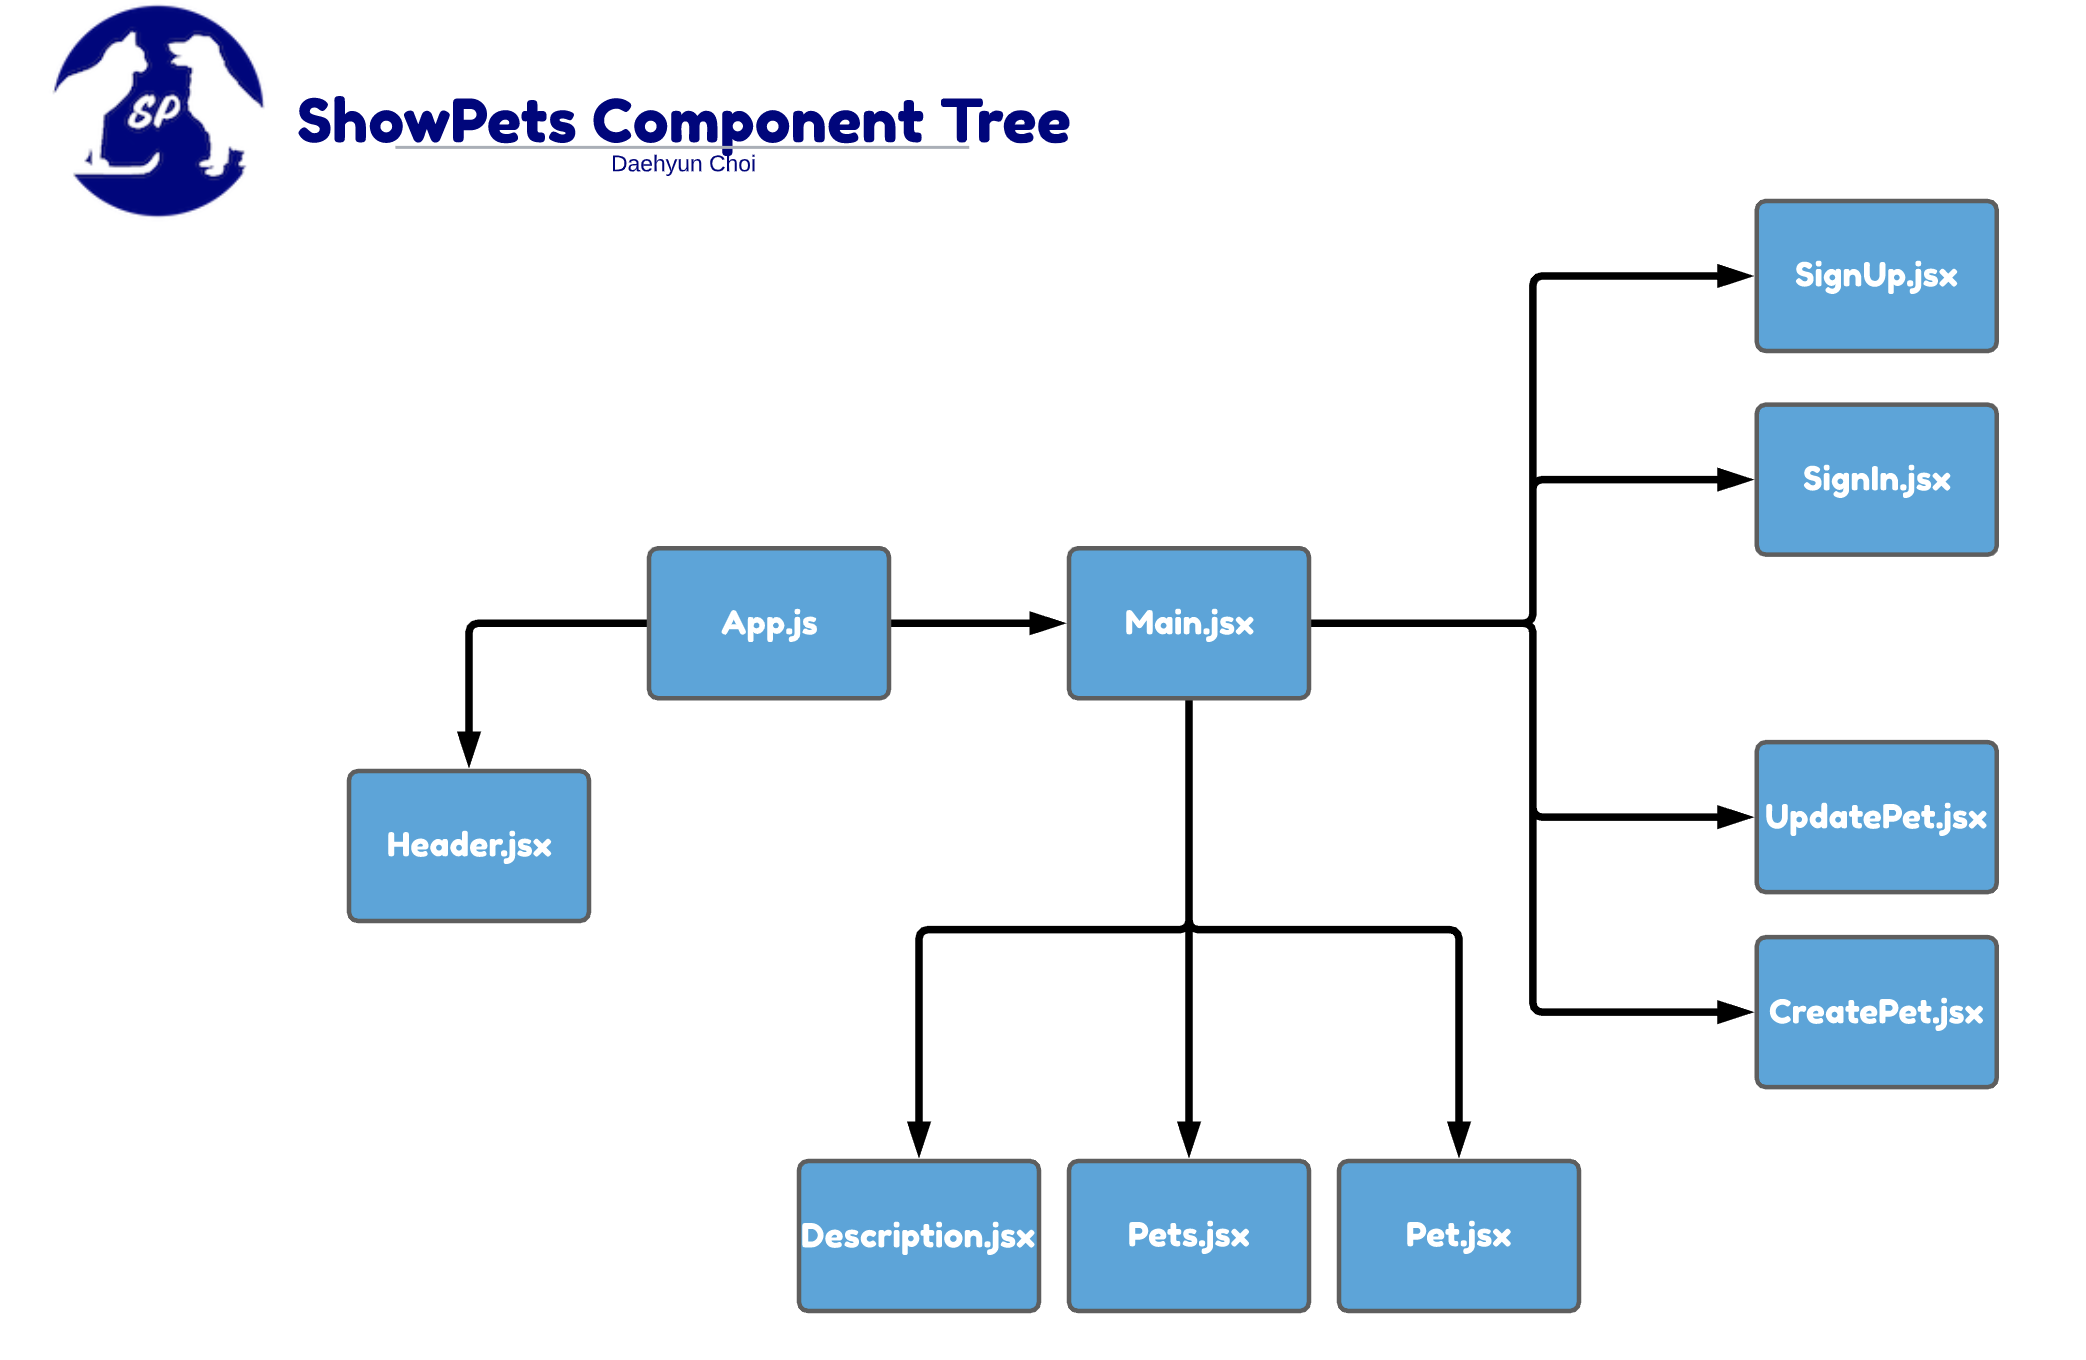 SP
ShowPets Component Tree
Daehyun Choi
SignUp.jsx
SignIn.jsx
App.js
Main.jsx
UpdatePet.jsx
Header.jsx
CreatePet.jsx
Description.jsx
Pets.jsx
Pet.jsx